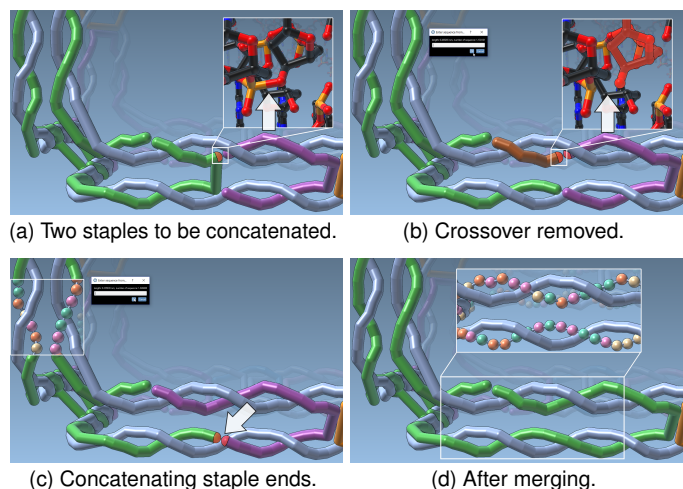 (a) Two staples to be concatenated.
(b) Crossover removed.
(c) Concatenating staple ends.
(d) After merging.